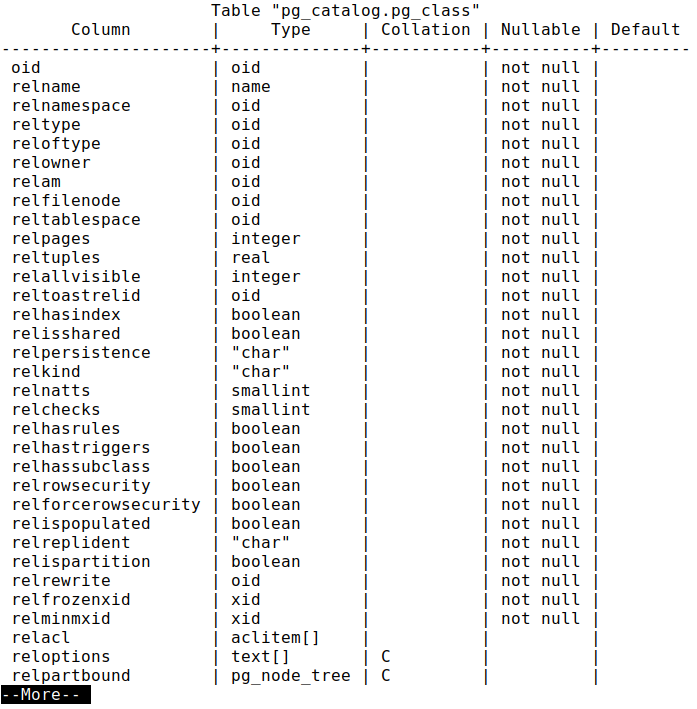 Table "pg_catalog.pg_class"
       Column        |     Type     | Collation | Nullable | Default
---------------------+--------------+-----------+----------+---------
 oid                 | oid          |           | not null |
 relname             | name         |           | not null |
 relnamespace        | oid          |           | not null |
 reltype             | oid          |           | not null |
 reloftype           | oid          |           | not null |
 relowner            | oid          |           | not null |
 relam               | oid          |           | not null |
 relfilenode         | oid          |           | not null |
 reltablespace       | oid          |           | not null |
 relpages            | integer      |           | not null |
 reltuples           | real         |           | not null |
 relallvisible       | integer      |           | not null |
 reltoastrelid       | oid          |           | not null |
 relhasindex         | boolean      |           | not null |
 relisshared         | boolean      |           | not null |
 relpersistence      | "char"       |           | not null |
 relkind             | "char"       |           | not null |
 relnatts            | smallint     |           | not null |
 relchecks           | smallint     |           | not null |
 relhasrules         | boolean      |           | not null |
 relhastriggers      | boolean      |           | not null |
 relhassubclass      | boolean      |           | not null |
 relrowsecurity      | boolean      |           | not null |
 relforcerowsecurity | boolean      |           | not null |
 relispopulated      | boolean      |           | not null |
 relreplident        | "char"       |           | not null |
 relispartition      | boolean      |           | not null |
 relrewrite          | oid          |           | not null |
 relfrozenxid        | xid          |           | not null |
 relminmxid          | xid          |           | not null |
 relacl              | aclitem[]    |           |          |
 reloptions          | text[]       | C         |          |
 relpartbound        | pg_node_tree | C         |          |
--More--